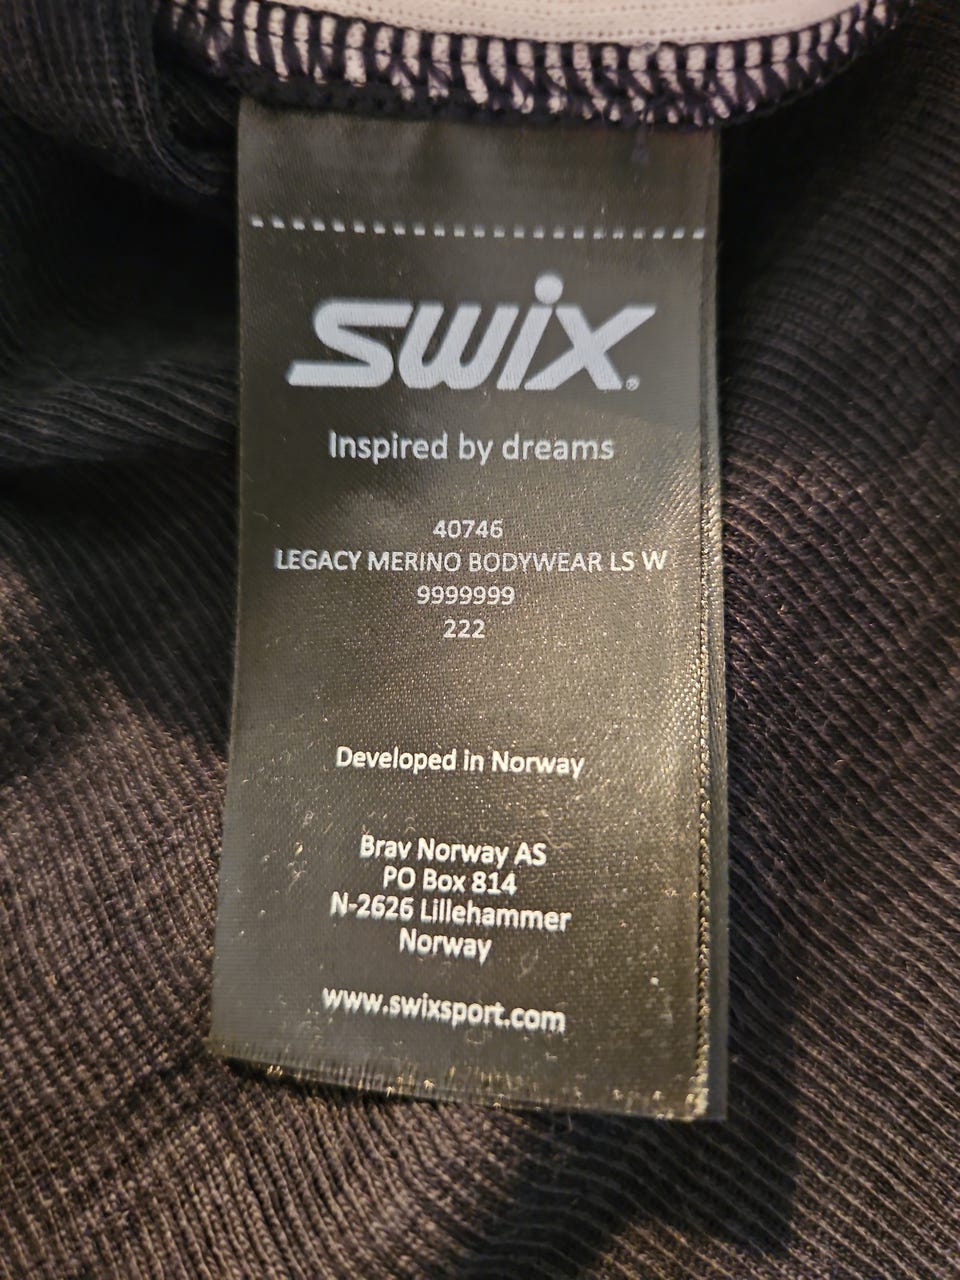 swix®
Inspired by dreams
40746
LEGACY MERINO BODYWEAR LS W
9999999
222
Developed in Norway
Brav Norway AS
PO Box 814
N-2626 Lillehammer
Norway
www.swixsport.com